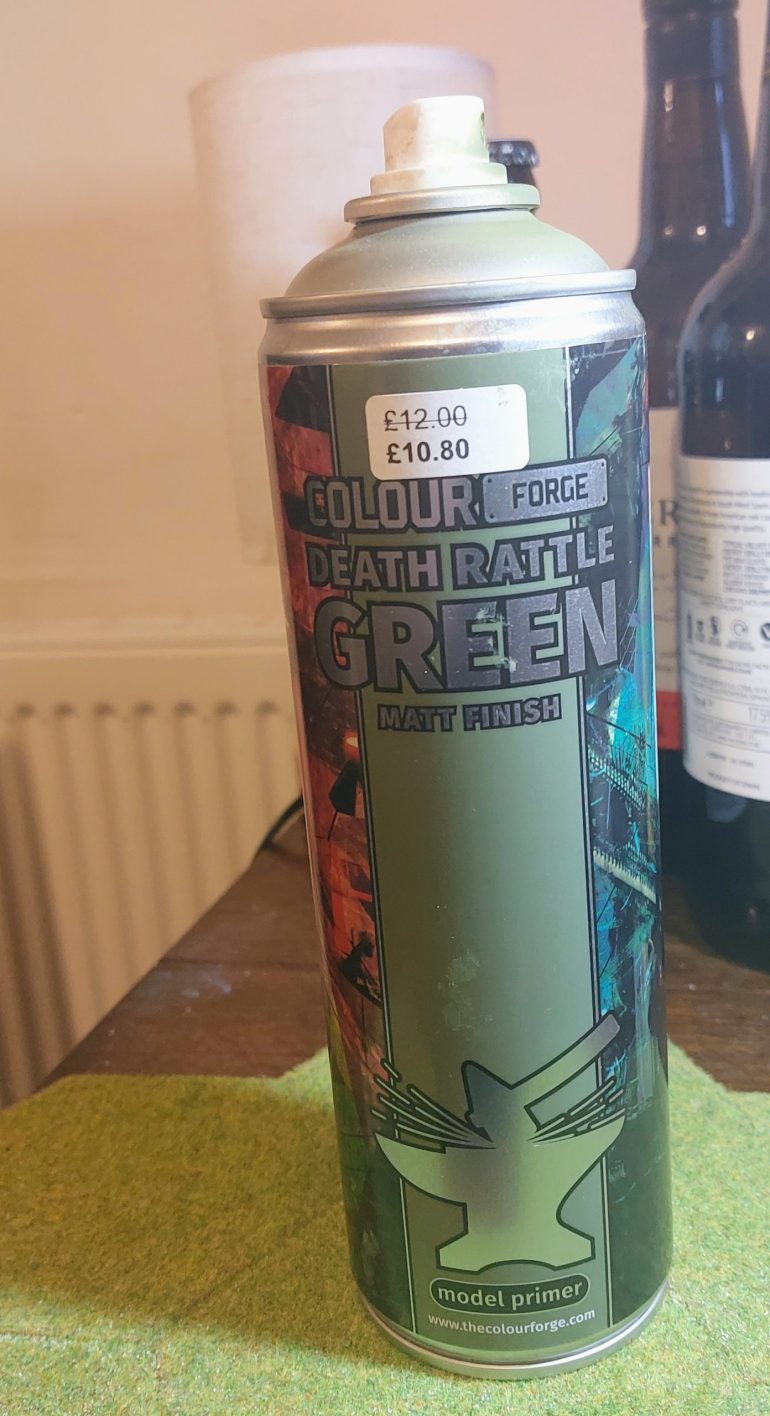 £12.00
£10.80
COLOUR FORGE
DEATH RATTLE
GREEN
MATT FINISH
model primer
www.thecolourforge.com